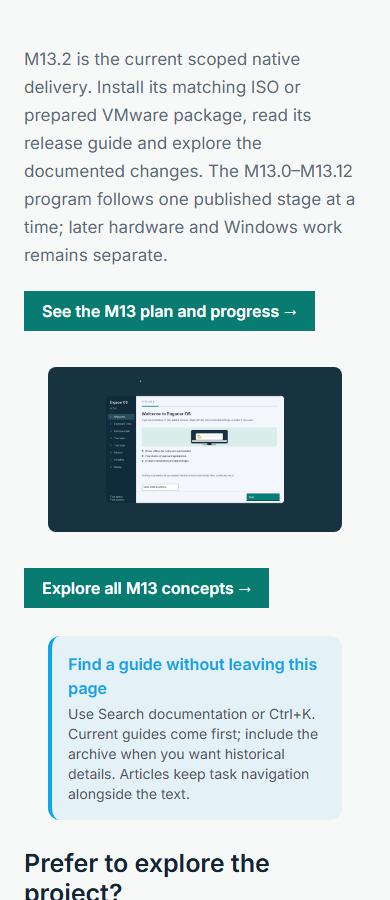 M13.2 is the current scoped native
delivery. Install its matching ISO or
prepared VMware package, read its
release guide and explore the
documented changes. The M13.0–M13.12
program follows one published stage at a
time; later hardware and Windows work
remains separate.
See the M13 plan and progress →
Welcome to Engacer OS
Explore all M13 concepts →
Find a guide without leaving this
page
Use Search documentation or Ctrl+K.
Current guides come first; include the
archive when you want historical
details. Articles keep task navigation
alongside the text.
Prefer to explore the
project?